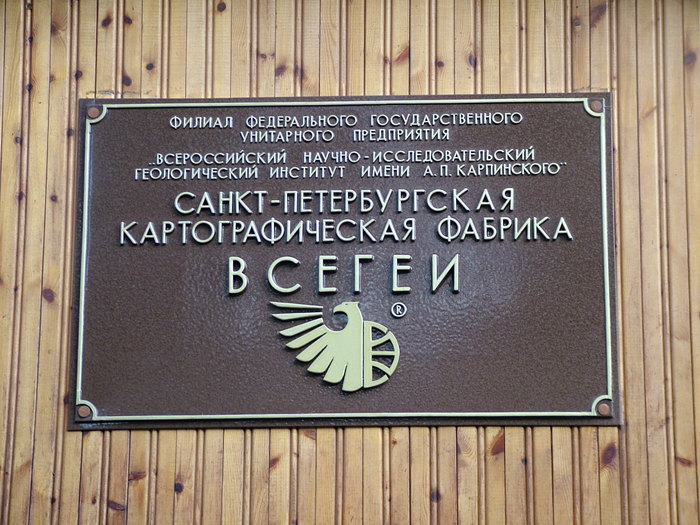 ФИЛИАЛ ФЕДЕРАЛЬНОГО ГОСУДАРСТВЕННОГО
УНИТАРНОГО ПРЕДПРИЯТИЯ
„ВСЕРОССИЙСКИЙ НАУЧНО-ИССЛЕДОВАТЕЛЬСКИЙ
ГЕОЛОГИЧЕСКИЙ ИНСТИТУТ ИМЕНИ А.П.КАРПИНСКОГО"
САНКТ-ПЕТЕРБУРГСКАЯ
КАРТОГРАФИЧЕСКАЯ ФАБРИКА
ВСЕГЕИ
®